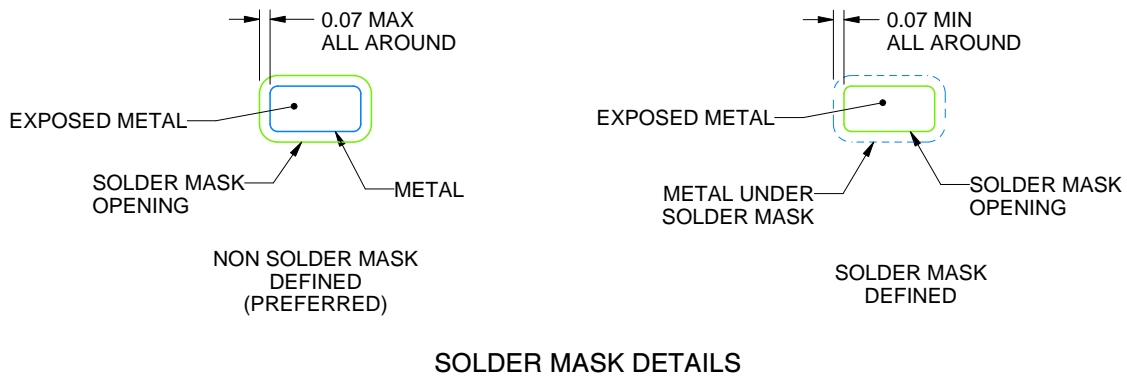 0.07 MAX
ALL AROUND
EXPOSED METAL
SOLDER MASK
OPENING
METAL
NON SOLDER MASK
DEFINED
(PREFERRED)
0.07 MIN
ALL AROUND
EXPOSED METAL
METAL UNDER
SOLDER MASK
SOLDER MASK
OPENING
SOLDER MASK
DEFINED
SOLDER MASK DETAILS